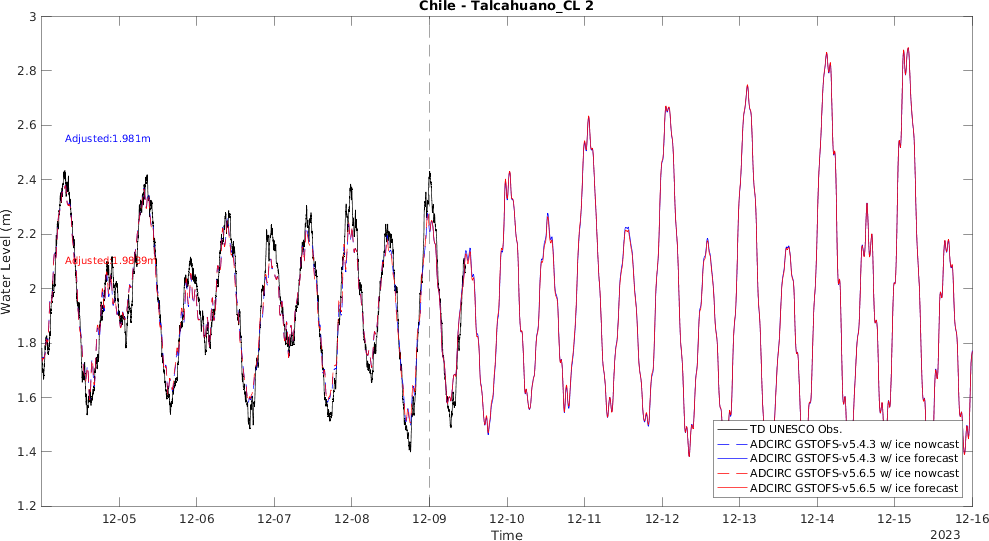 Chile - Talcahuano_CL 2
3
2.8
2.6
2.4
2.2
2
1.8
1.6
1.4
1.2
Water Level (m)
Adjusted:1.981m
Adjusted:1.9839m
TD UNESCO Obs.
ADCIRC GSTOFS-v5.4.3 w/ ice nowcast
ADCIRC GSTOFS-v5.4.3 w/ ice forecast
ADCIRC GSTOFS-v5.6.5 w/ ice nowcast
ADCIRC GSTOFS-v5.6.5 w/ ice forecast
12-05 12-06 12-07 12-08 12-09 12-10 12-11 12-12 12-13 12-14 12-15 12-16
Time
2023